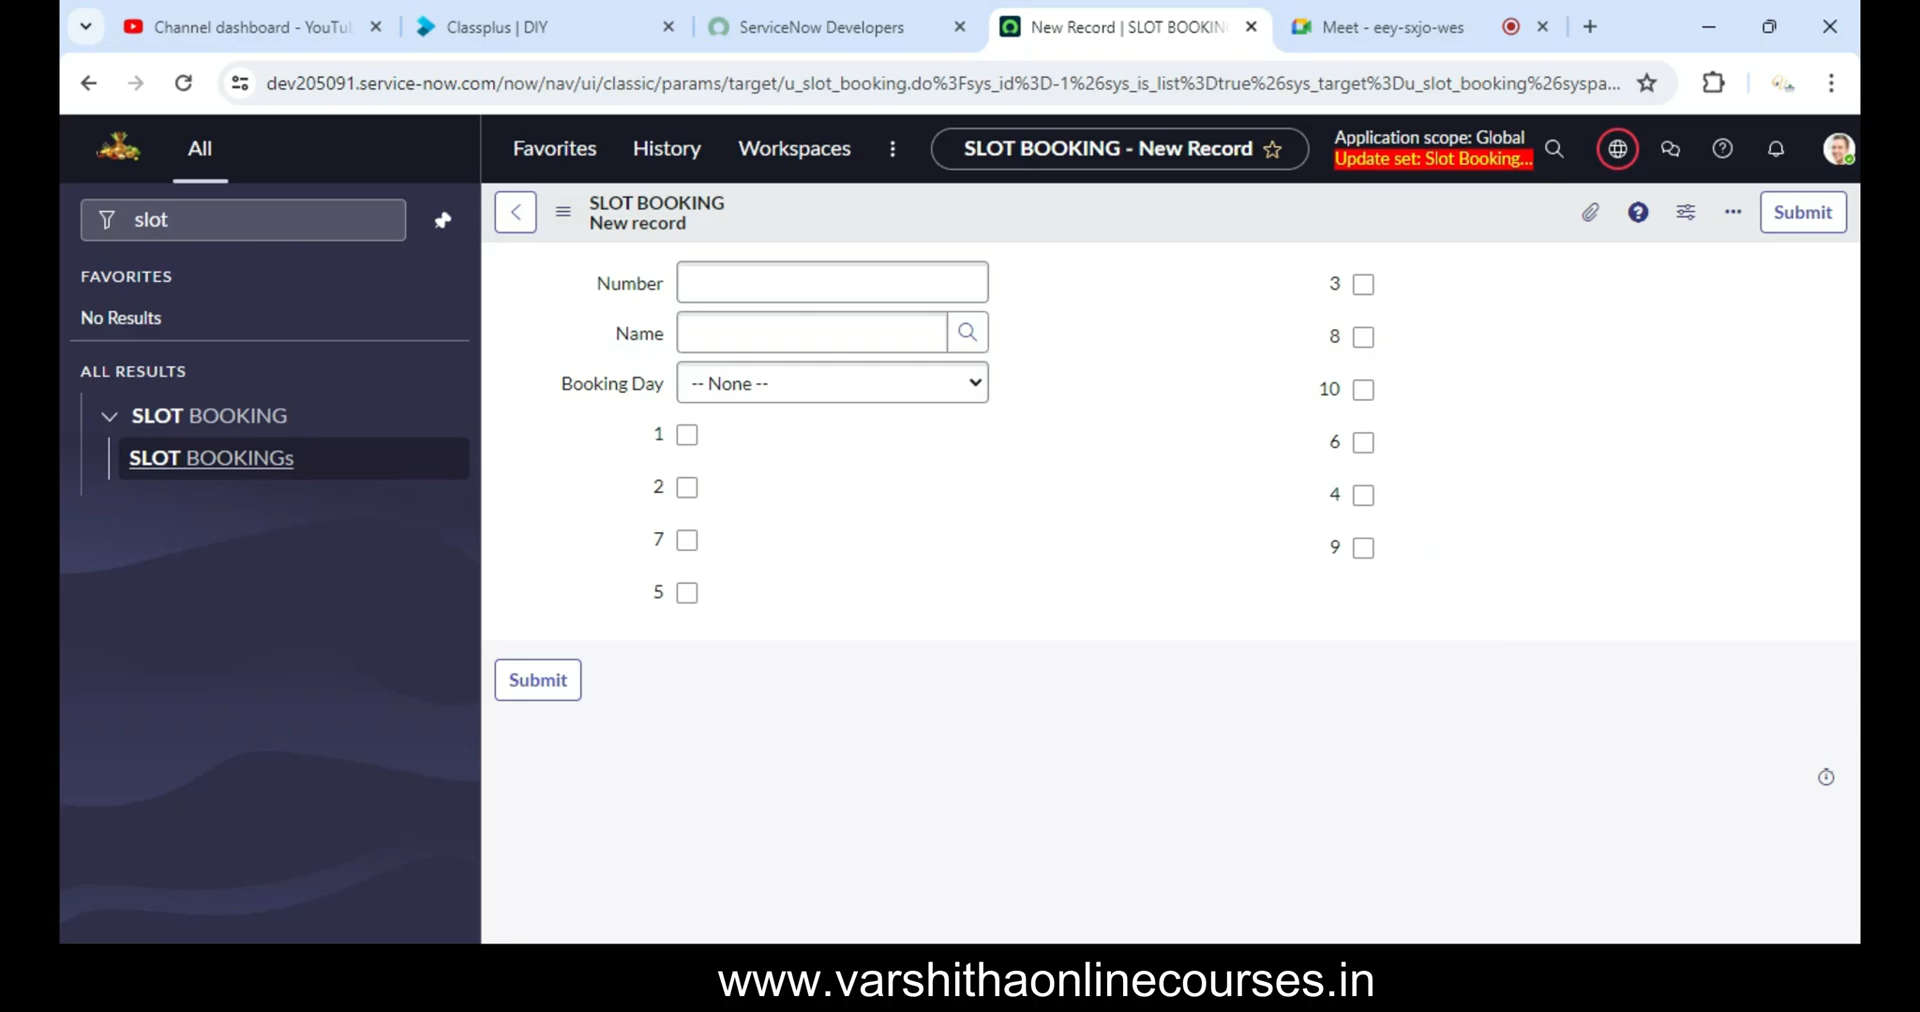 Channel dashboard - YouTu
Classplus | DIY
ServiceNow Developers
New Record | SLOT BOOKIN
Meet - eey-sxjo-wes
dev205091.service-now.com/now/nav/ui/classic/params/target/u_slot_booking.do%3Fsys_id%3D-1%26sys_is_list%3Dtrue%26sys_target%3Du_slot_booking%26syspa...
All
Favorites
History
Workspaces
SLOT BOOKING - New Record
Application scope: Global
Update set: Slot Booking...
slot
FAVORITES
No Results
ALL RESULTS
SLOT BOOKING
SLOT BOOKINGs
SLOT BOOKING
New record
Submit
Number
Name
Booking Day
-- None --
1
2
7
5
3
8
10
6
4
9
Submit
www.varshithaonlinecourses.in